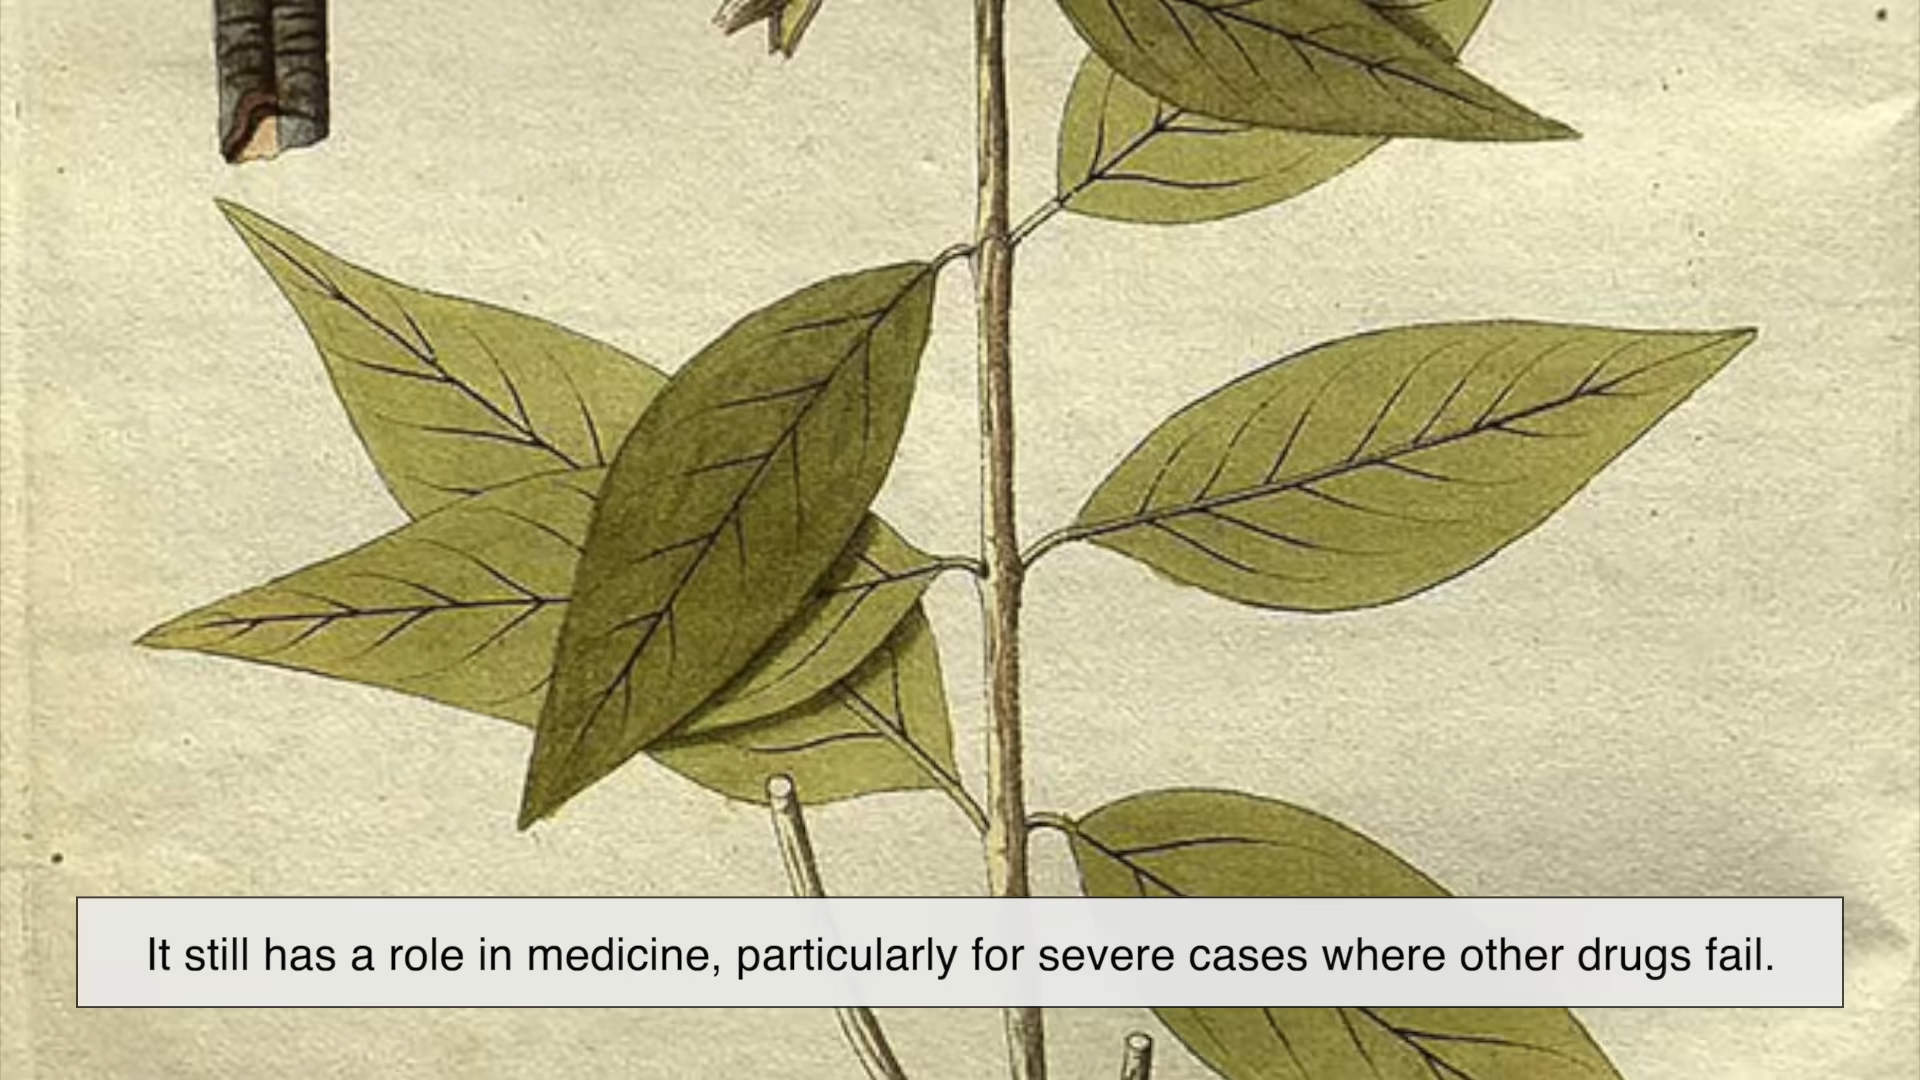 It still has a role in medicine, particularly for severe cases where other drugs fail.